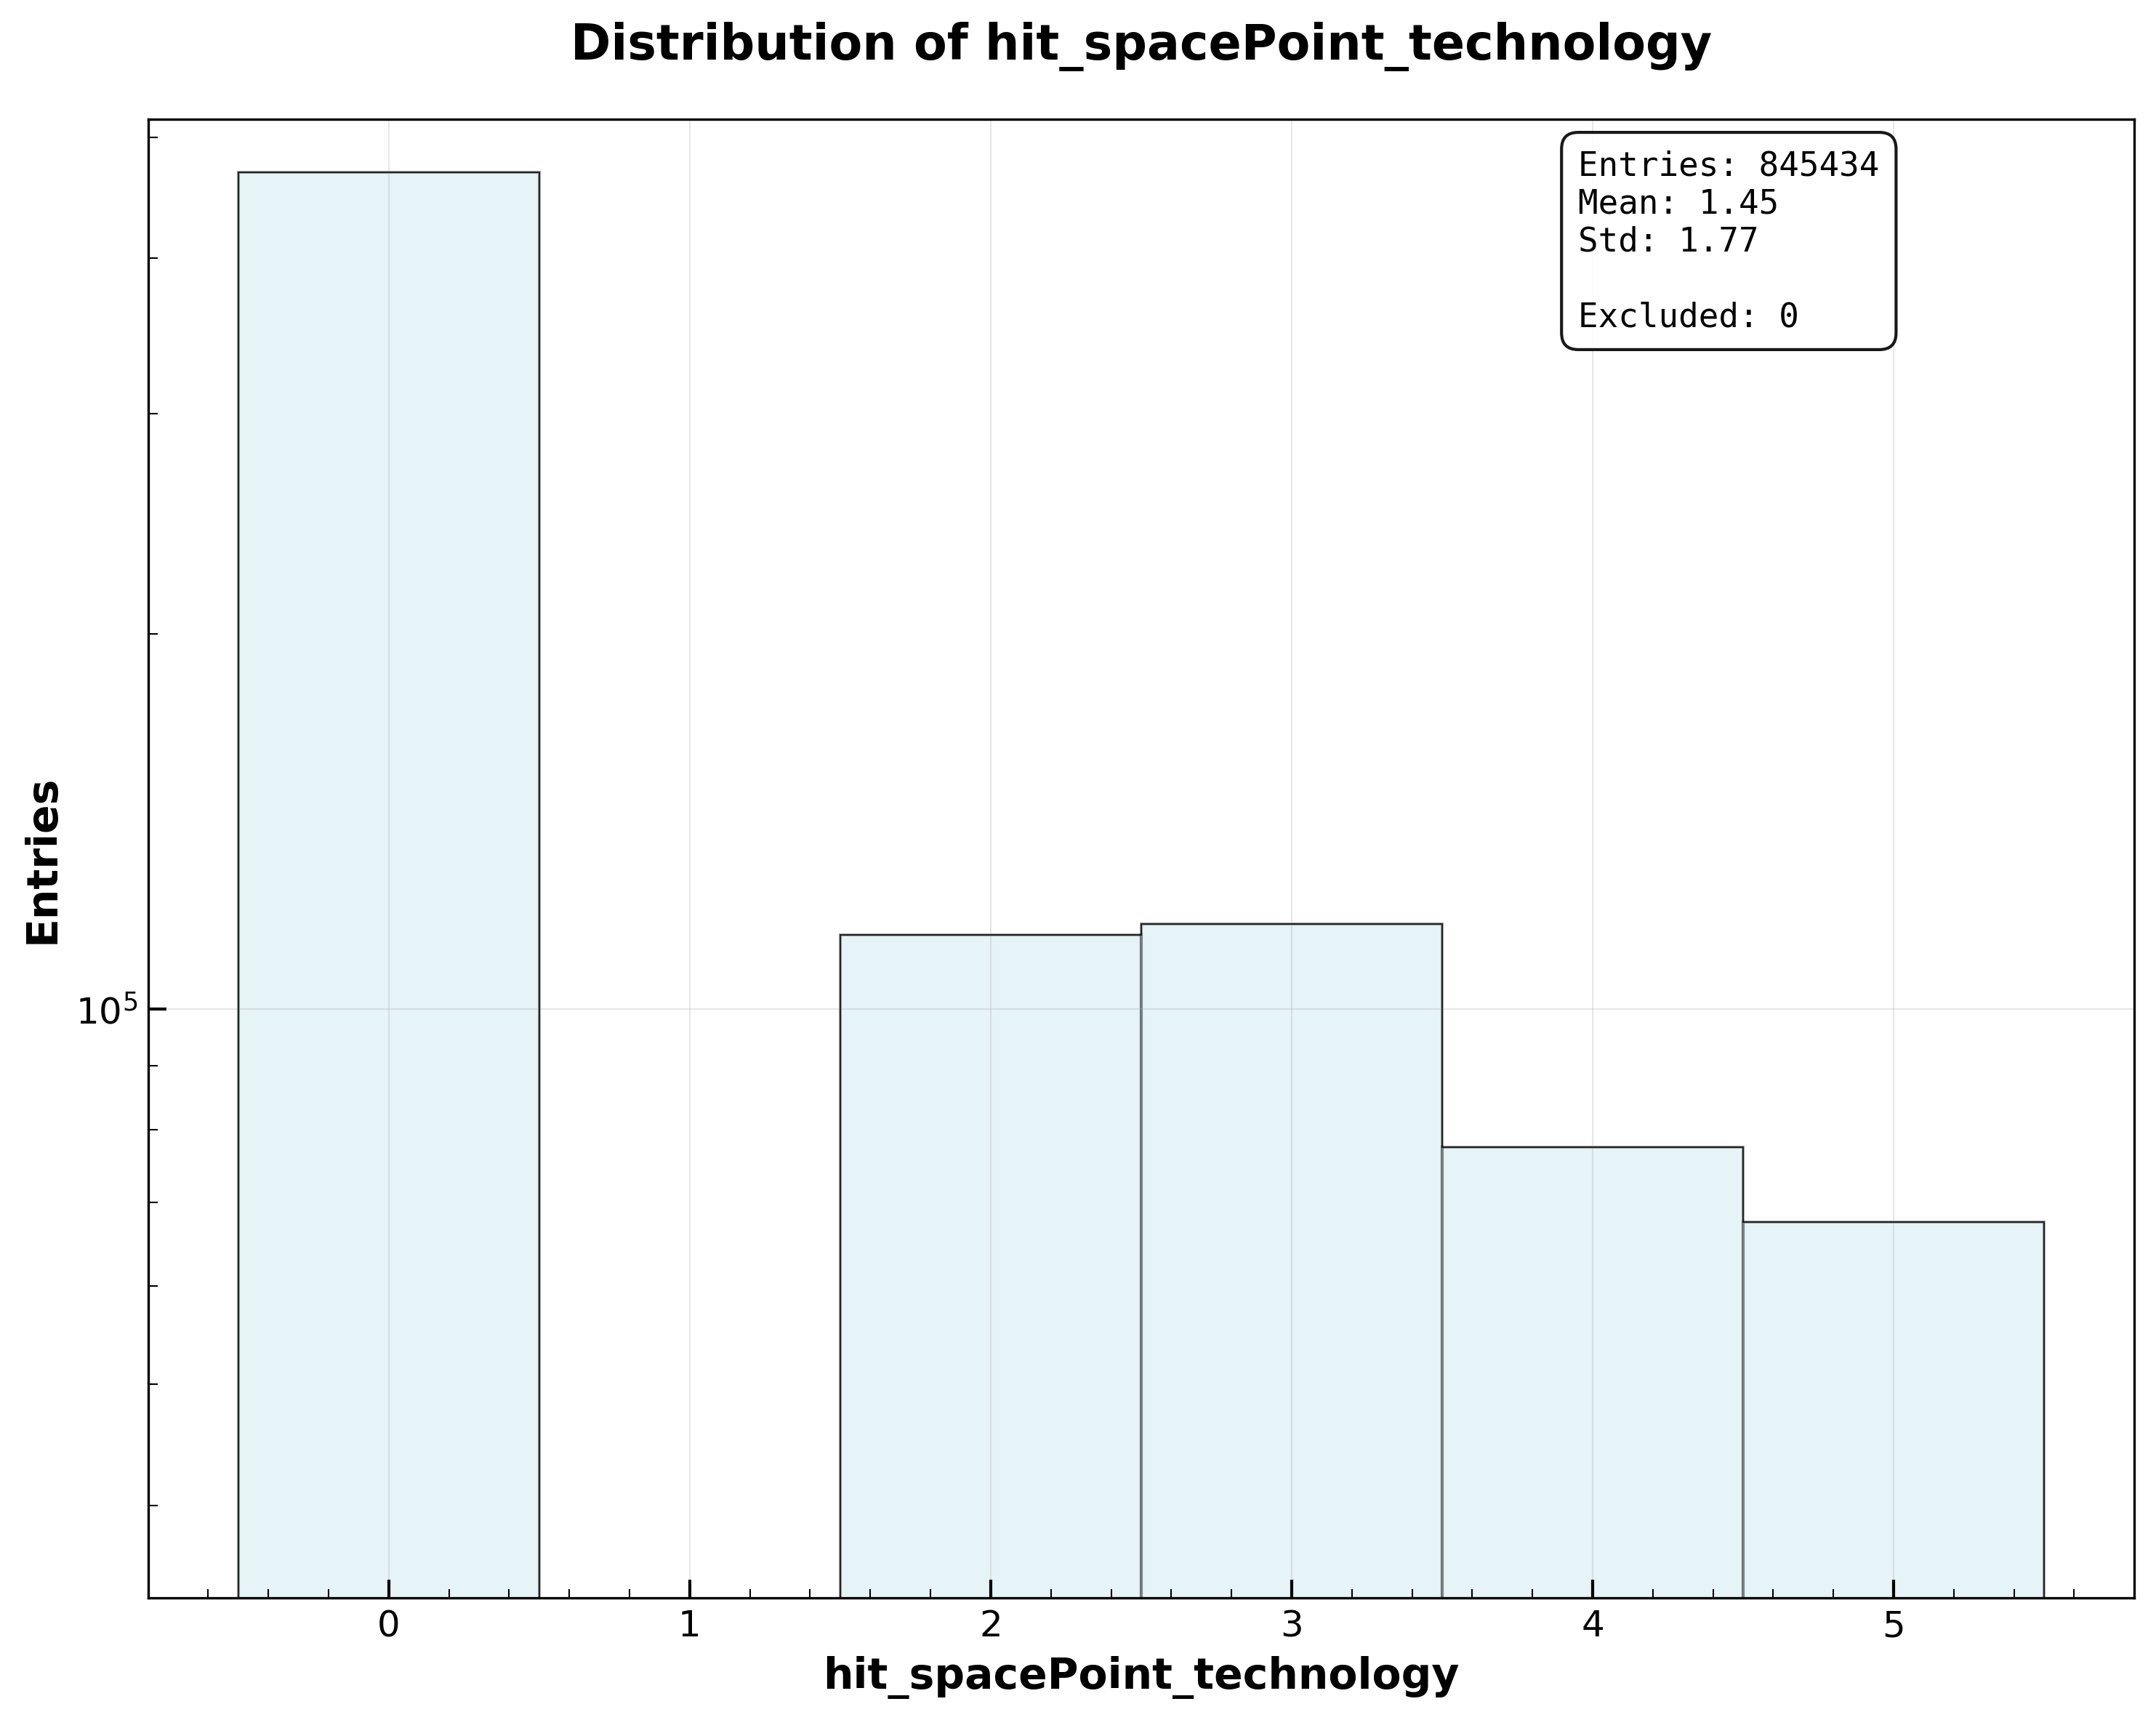 Distribution of hit_spacePoint_technology
Entries: 845434
Mean: 1.45
Std: 1.77
Excluded: 0
Entries
10⁵
0 1 2 3 4 5
hit_spacePoint_technology